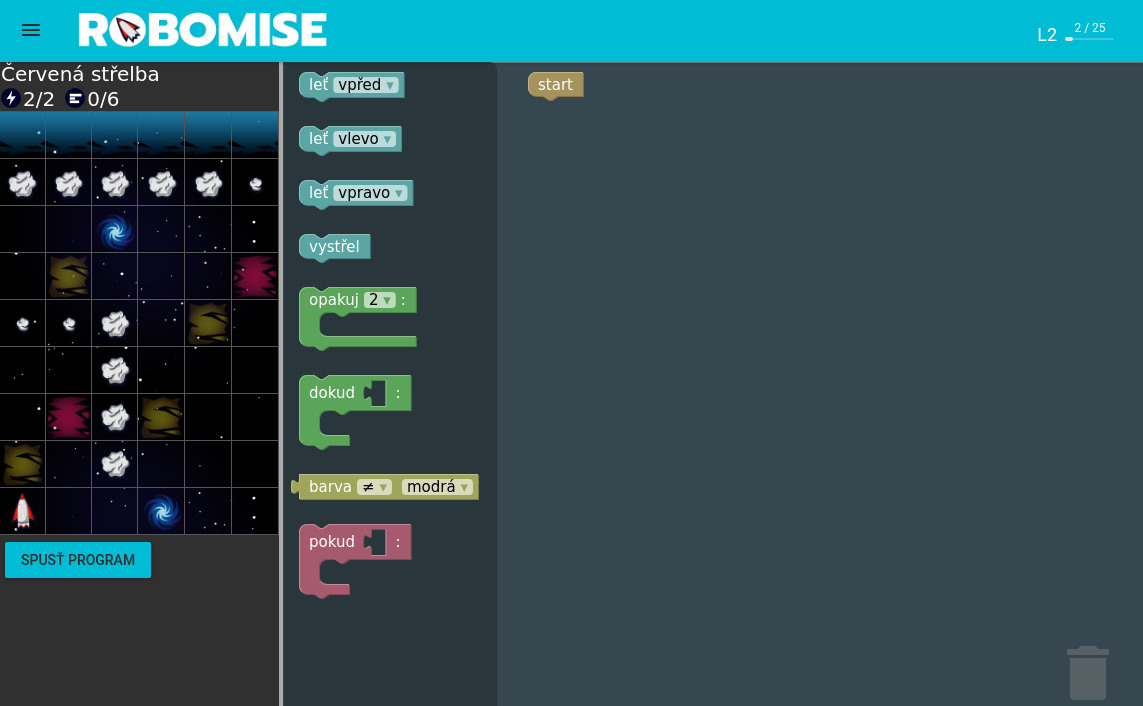 ROBOMISE
L2 2 / 25
Červená střelba
2/2 0/6
leť vpřed ▾
leť vlevo ▾
leť vpravo ▾
vystřel
opakuj 2 ▾ :
dokud :
barva ≠ ▾ modrá ▾
pokud :
start
SPUSŤ PROGRAM